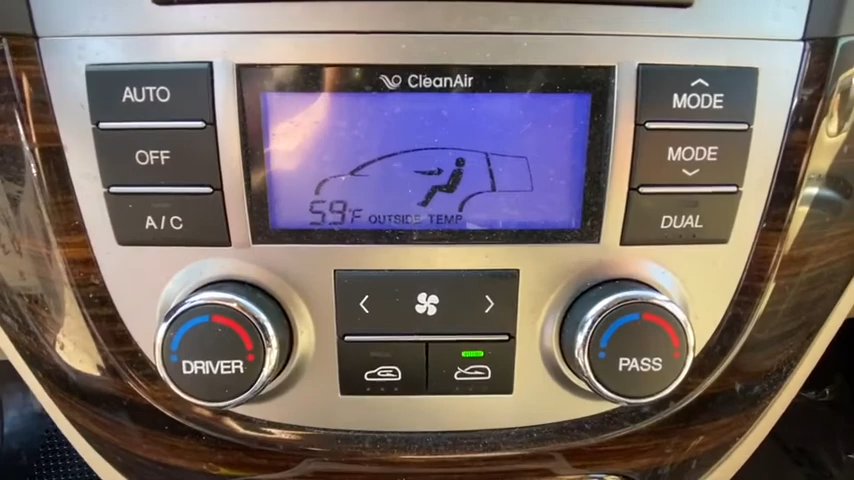 CleanAir
AUTO
OFF
A/C
59°F OUTSIDE TEMP
MODE
MODE
DUAL
DRIVER
PASS